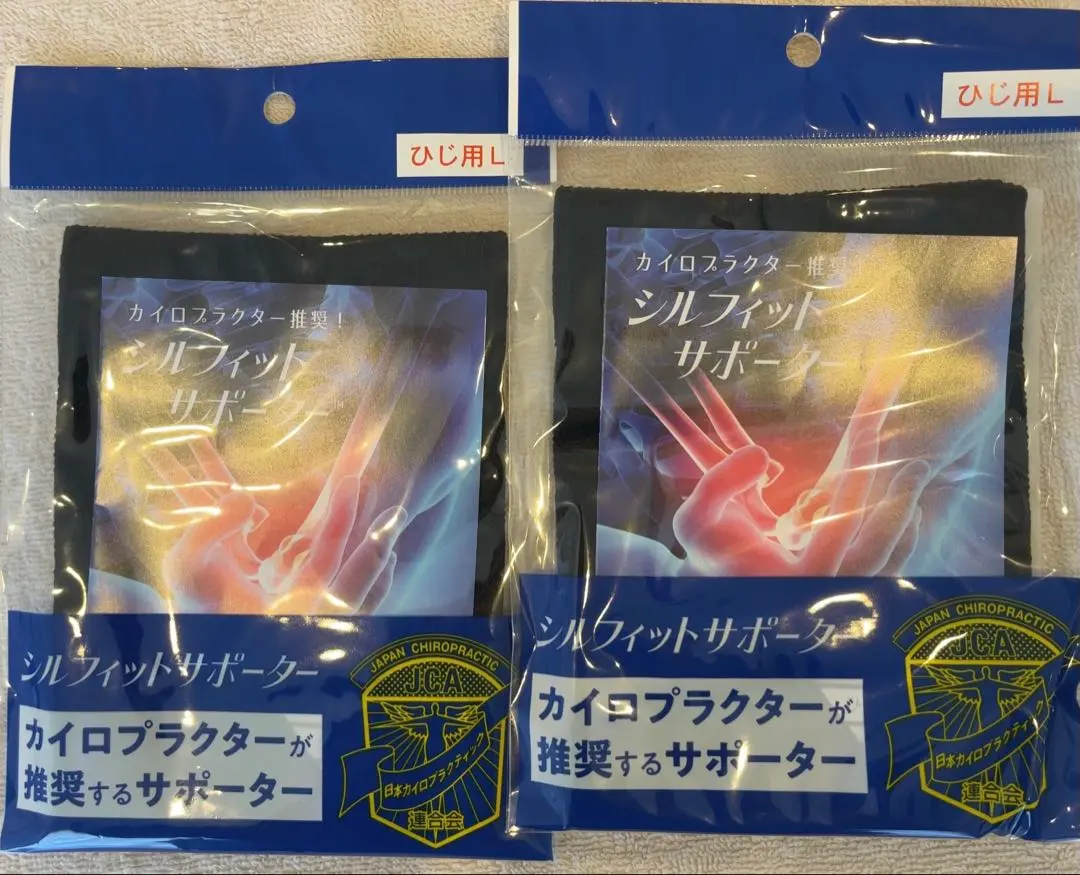 ひじ用L
カイロプラクター推奨!
シルフィット
サポーター
シルフィットサポーター
カイロプラクターが
推奨するサポーター
JAPAN CHIROPRACTIC
JCA
日本カイロプラクティック
連合会
ひじ用L
カイロプラクター推奨!
シルフィット
サポーター
シルフィットサポーター
カイロプラクターが
推奨するサポーター
JAPAN CHIROPRACTIC
JCA
日本カイロプラクティック
連合会